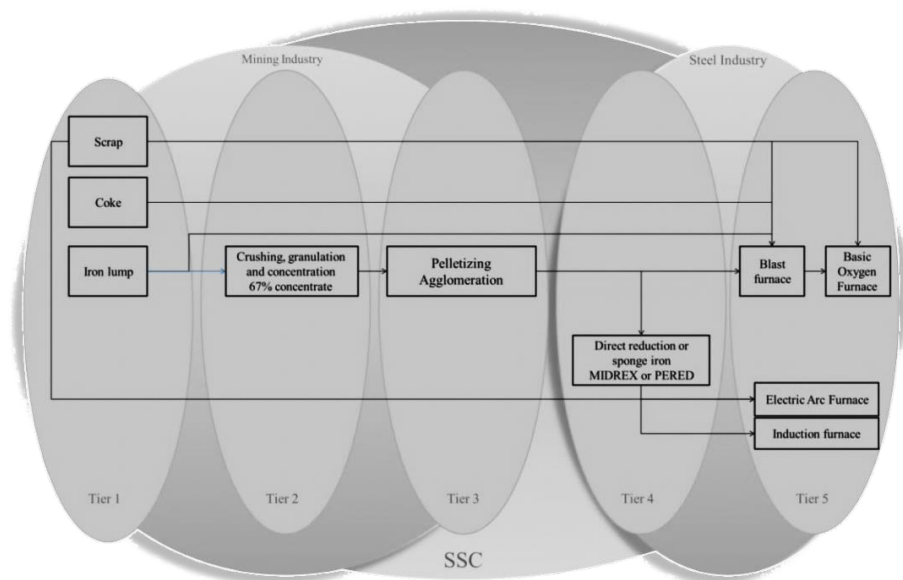 Mining Industry
Steel Industry
Scrap
Coke
Iron lump
Crushing, granulation
and concentration
67% concentrate
Pelletizing
Agglomeration
Blast
furnace
Basic
Oxygen
Furnace
Direct reduction or
sponge iron
MIDREX or PERED
Electric Arc Furnace
Induction furnace
Tier 1
Tier 2
Tier 3
Tier 4
Tier 5
SSC